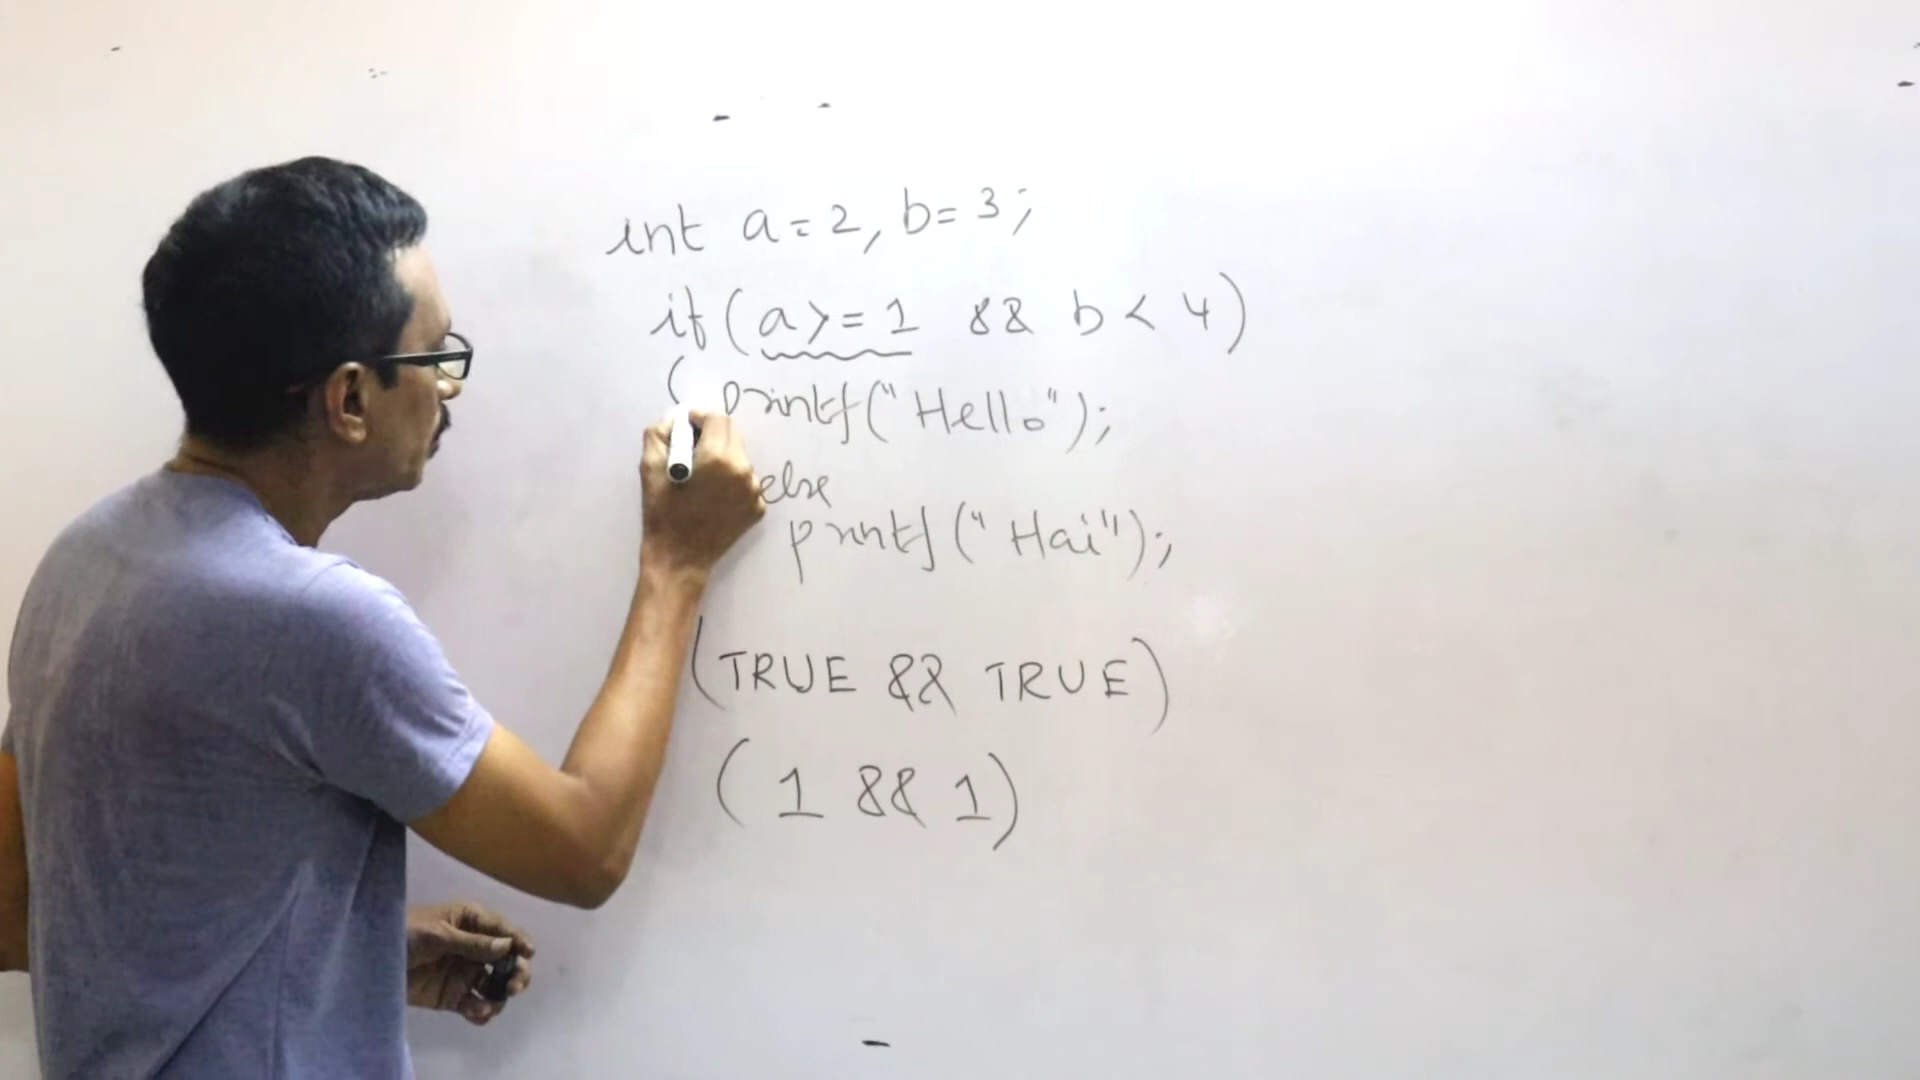 int a=2, b=3;
if(a>=1 && b<4)
{ printf("Hello");
else
printf("Hai");
(TRUE && TRUE)
(1 && 1)